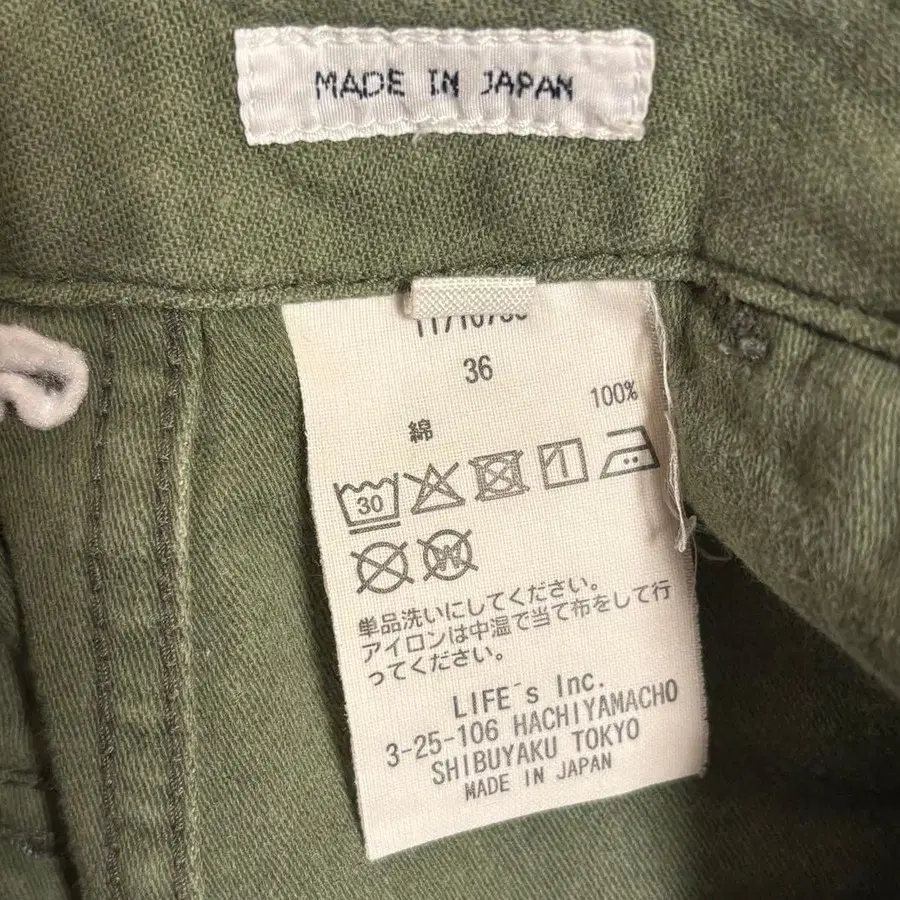 MADE IN JAPAN
36
綿 100%
30
単品洗いにしてください。
アイロンは中温で当て布をして行
ってください。
LIFE´s Inc.
3-25-106 HACHIYAMACHO
SHIBUYAKU TOKYO
MADE IN JAPAN